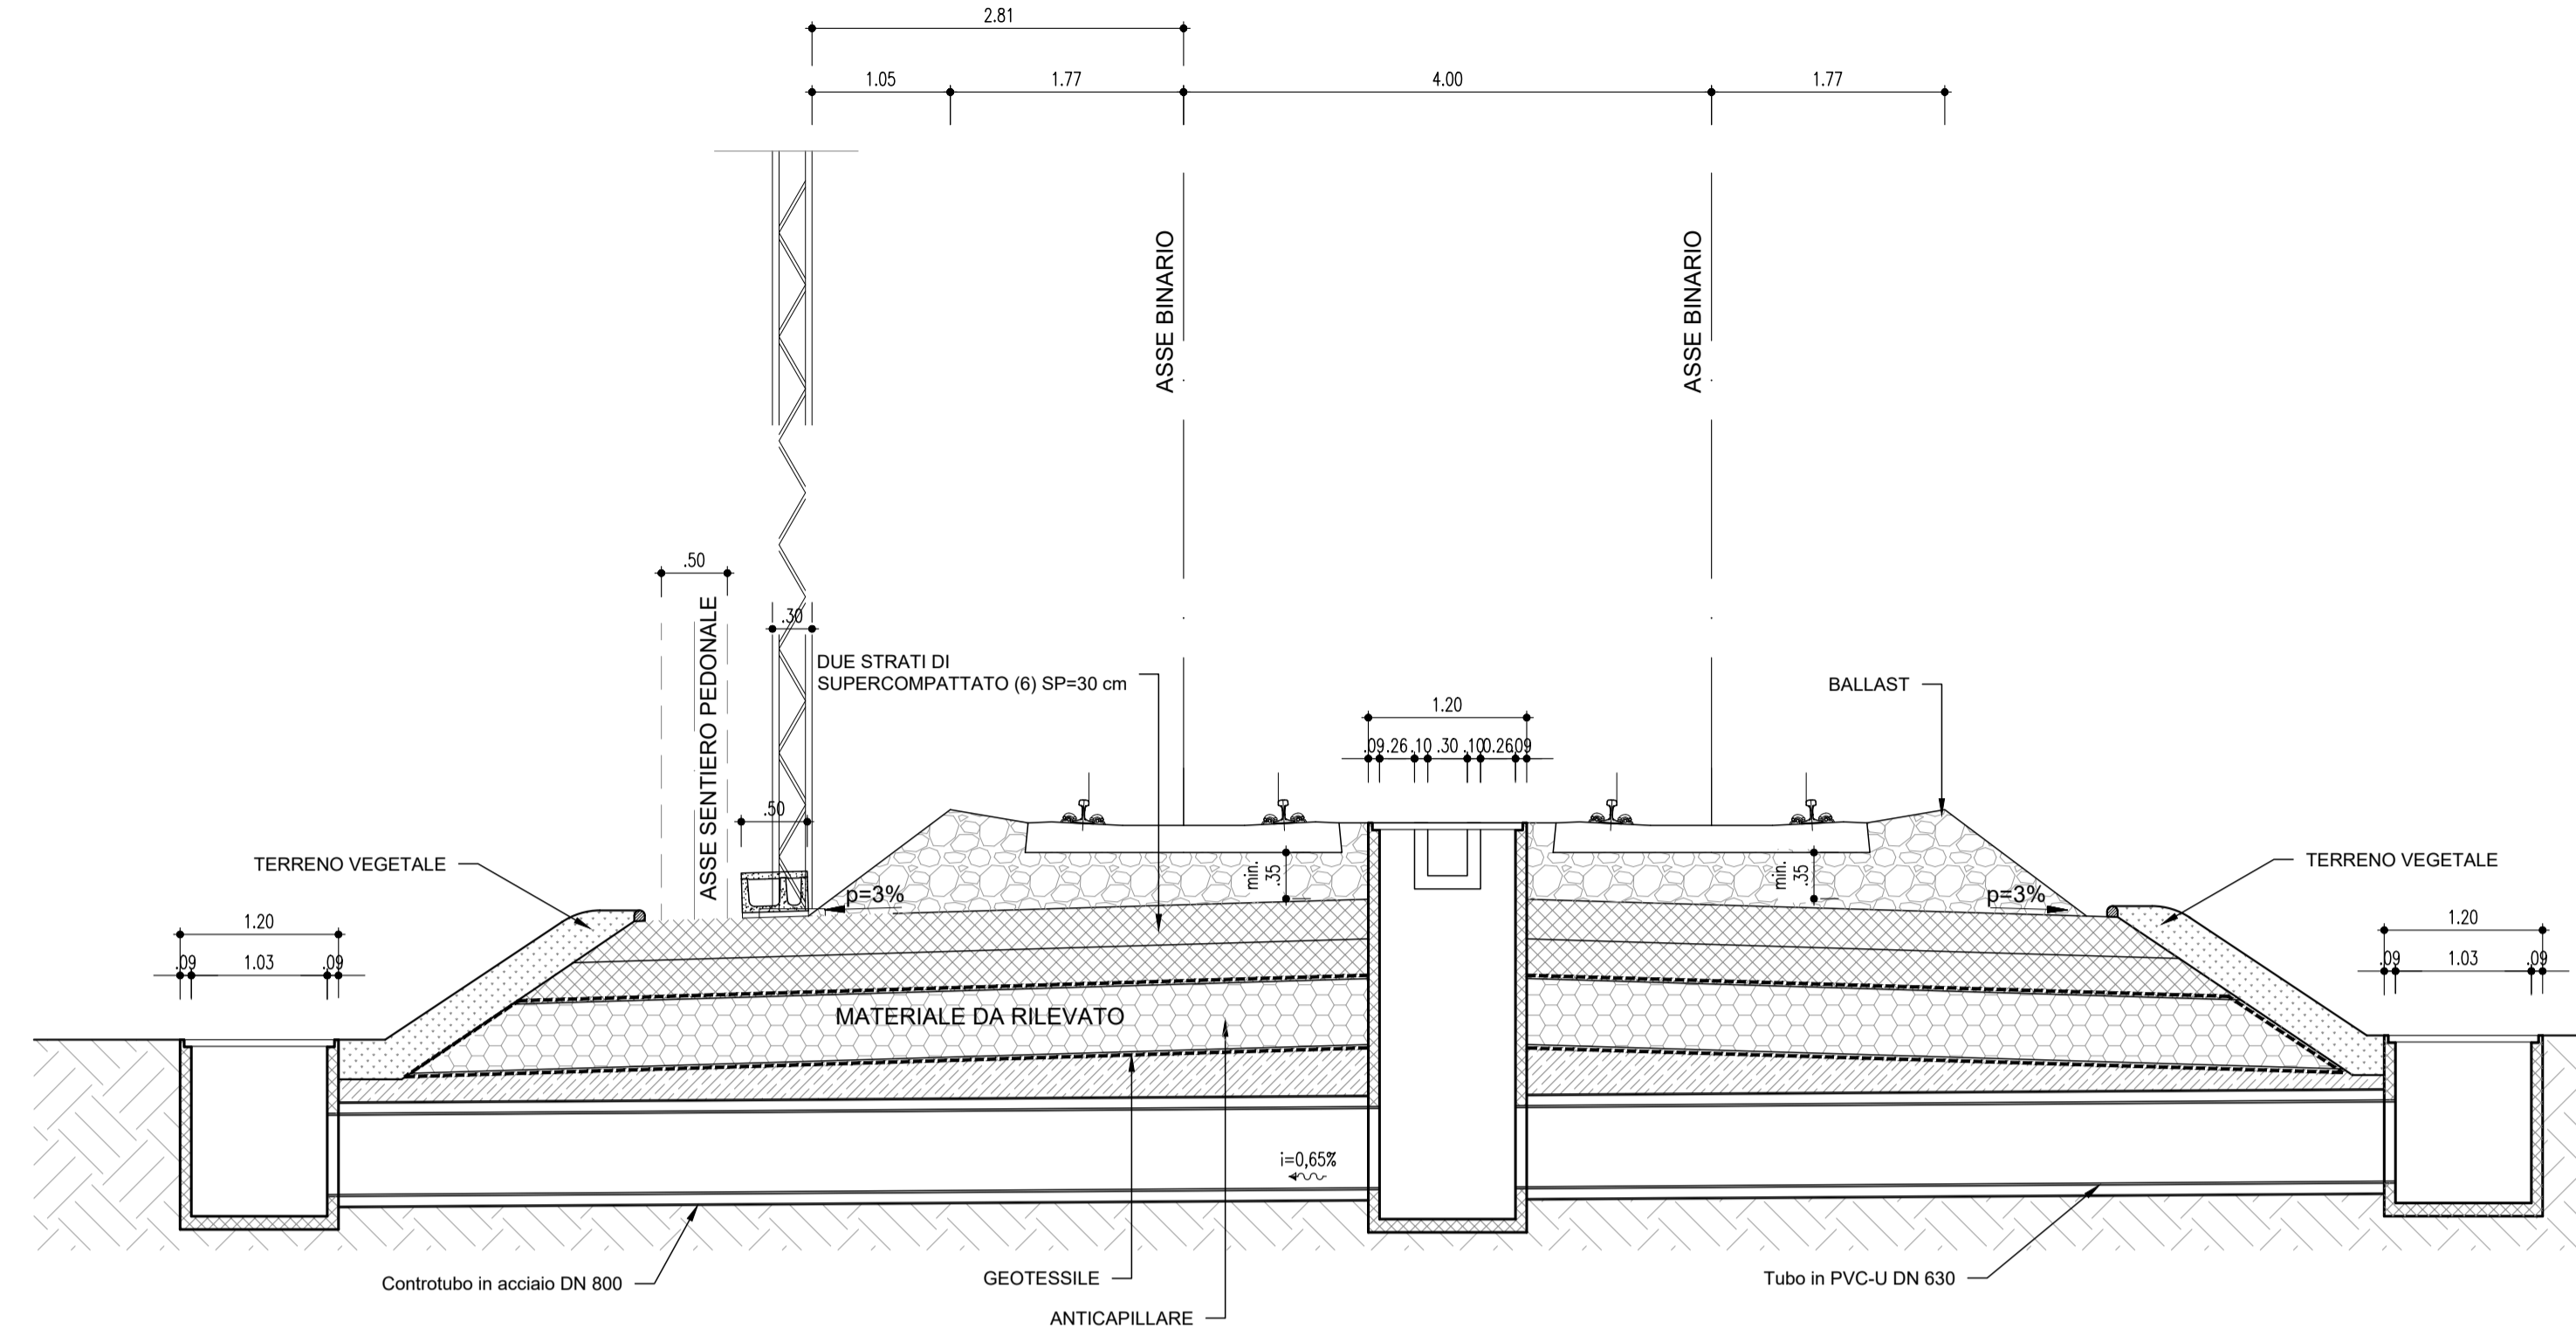 2.81
1.05 1.77 4.00 1.77
ASSE BINARIO
ASSE BINARIO
.50
ASSE SENTIERO PEDONALE
.30
DUE STRATI DI
SUPERCOMPATTATO (6) SP=30 cm
BALLAST
1.20
.09 .26 .10 .30 .10 0.26 .09
.50
TERRENO VEGETALE
TERRENO VEGETALE
min.
.35
min.
.35
p=3%
p=3%
1.20
.09 1.03 .09
1.20
.09 1.03 .09
MATERIALE DA RILEVATO
i=0,65%
Controtubo in acciaio DN 800
GEOTESSILE
Tubo in PVC-U DN 630
ANTICAPILLARE